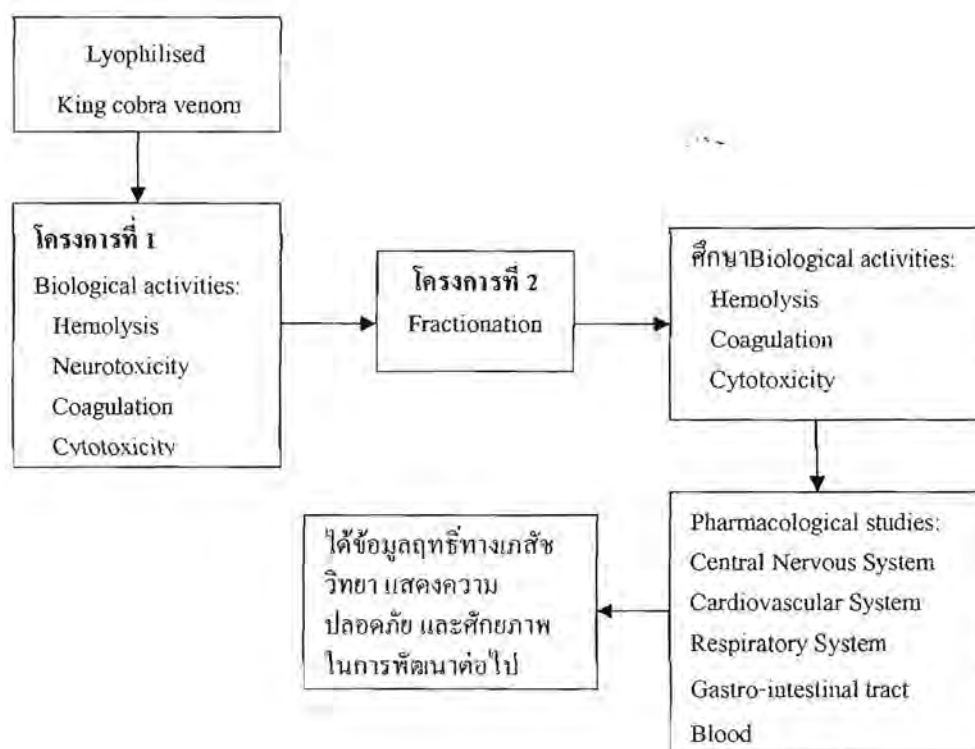 Lyophilised
King cobra venom
โครงการที่ 1
Biological activities:
Hemolysis
Neurotoxicity
Coagulation
Cytotoxicity
โครงการที่ 2
Fractionation
ศึกษาBiological activities:
Hemolysis
Coagulation
Cytotoxicity
Pharmacological studies:
Central Nervous System
Cardiovascular System
Respiratory System
Gastro-intestinal tract
Blood
ได้ข้อมูลฤทธิ์ทางเภสัช
วิทยา แสดงความ
ปลอดภัย และศักยภาพ
ในการพัฒนาต่อไป